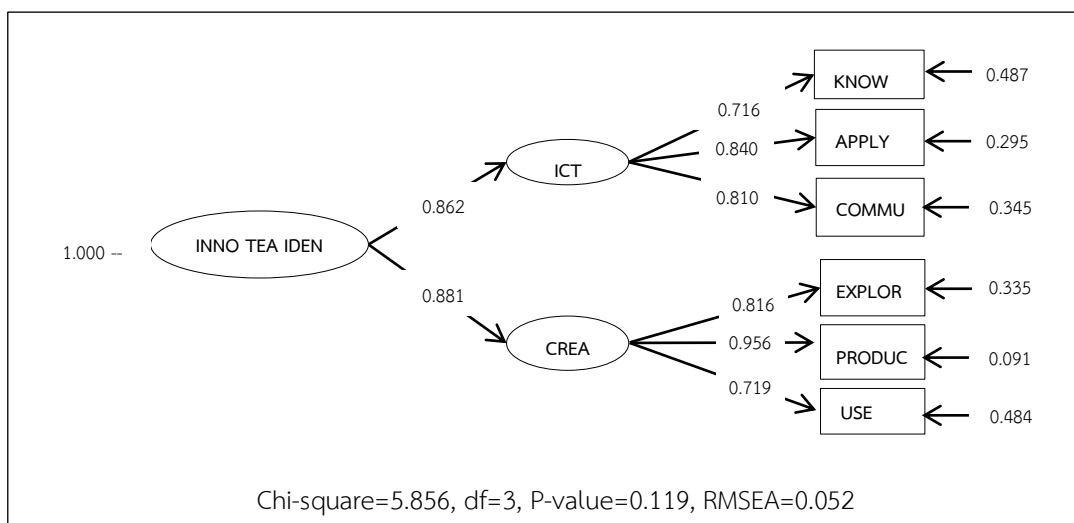 KNOW
0.487
0.716
APPLY
0.295
ICT
0.840
COMMU
0.345
0.810
0.862
1.000 --
INNO TEA IDEN
0.881
EXPLOR
0.335
0.816
CREA
0.956
PRODUC
0.091
0.719
USE
0.484
Chi-square=5.856, df=3, P-value=0.119, RMSEA=0.052